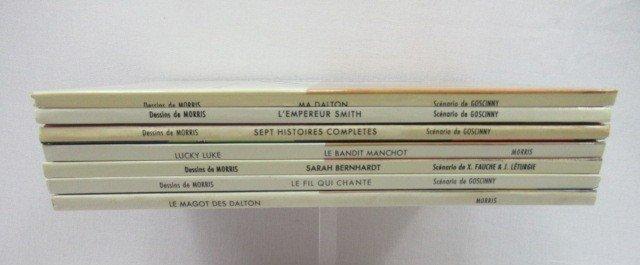 Dessins de MORRIS MA DALTON Scénario de GOSCINNY
Dessins de MORRIS L'EMPEREUR SMITH Scénario de GOSCINNY
Dessins de MORRIS SEPT HISTOIRES COMPLETES Scénario de GOSCINNY
LUCKY LUKE LE BANDIT MANCHOT MORRIS
Dessins de MORRIS SARAH BERNHARDT Scénario de X. FAUCHE & J. LÉTURGIE
Dessins de MORRIS LE FIL QUI CHANTE Scénario de GOSCINNY
LE MAGOT DES DALTON MORRIS